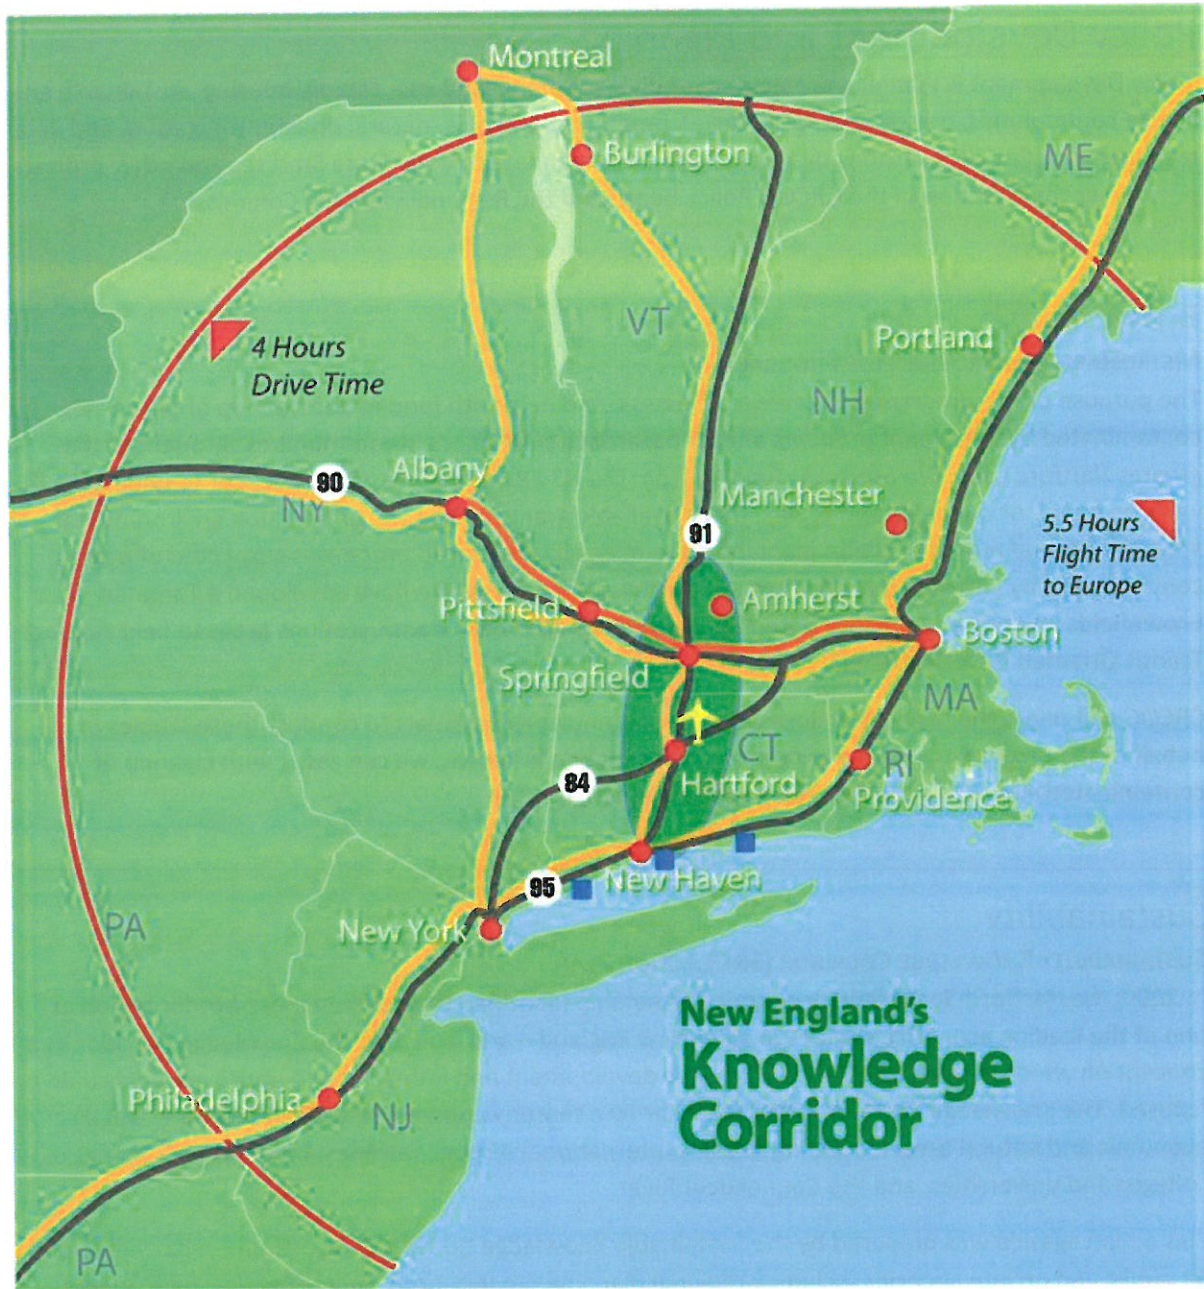 Montreal
Burlington
ME
VT
Portland
4 Hours
Drive Time
NH
Albany
90
NY
Manchester
91
5.5 Hours
Flight Time
to Europe
Pittsfield
Amherst
Boston
Springfield
MA
CT
Hartford
84
RI
Providence
New Haven
95
PA
New York
New England's
Knowledge
Corridor
Philadelphia
NJ
PA